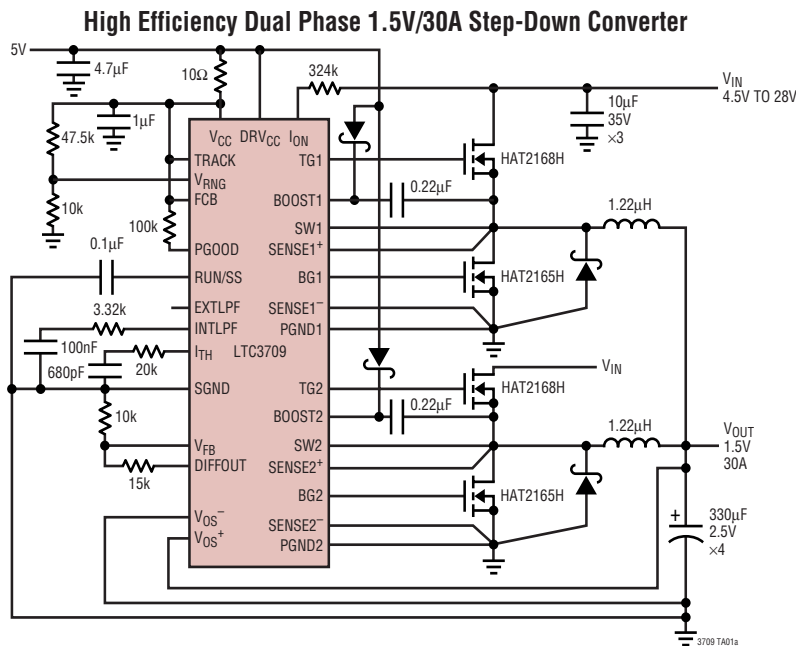 High Efficiency Dual Phase 1.5V/30A Step-Down Converter
5V
4.7µF
10Ω
324k
VIN
4.5V TO 28V
10µF
35V
×3
1µF
47.5k
10k
VCC DRVCC ION
TRACK
VRNG
FCB
100k
PGOOD
0.1µF
RUN/SS
EXTLPF
3.32k
INTLPF
100nF
ITH
LTC3709
680pF
20k
SGND
10k
VFB
DIFFOUT
15k
VOS–
VOS+
TG1
HAT2168H
BOOST1
0.22µF
SW1
1.22µH
SENSE1+
BG1
HAT2165H
SENSE1–
PGND1
VIN
TG2
HAT2168H
BOOST2
0.22µF
SW2
1.22µH
VOUT
1.5V
30A
SENSE2+
BG2
HAT2165H
SENSE2–
PGND2
+
330µF
2.5V
×4
3709 TA01a